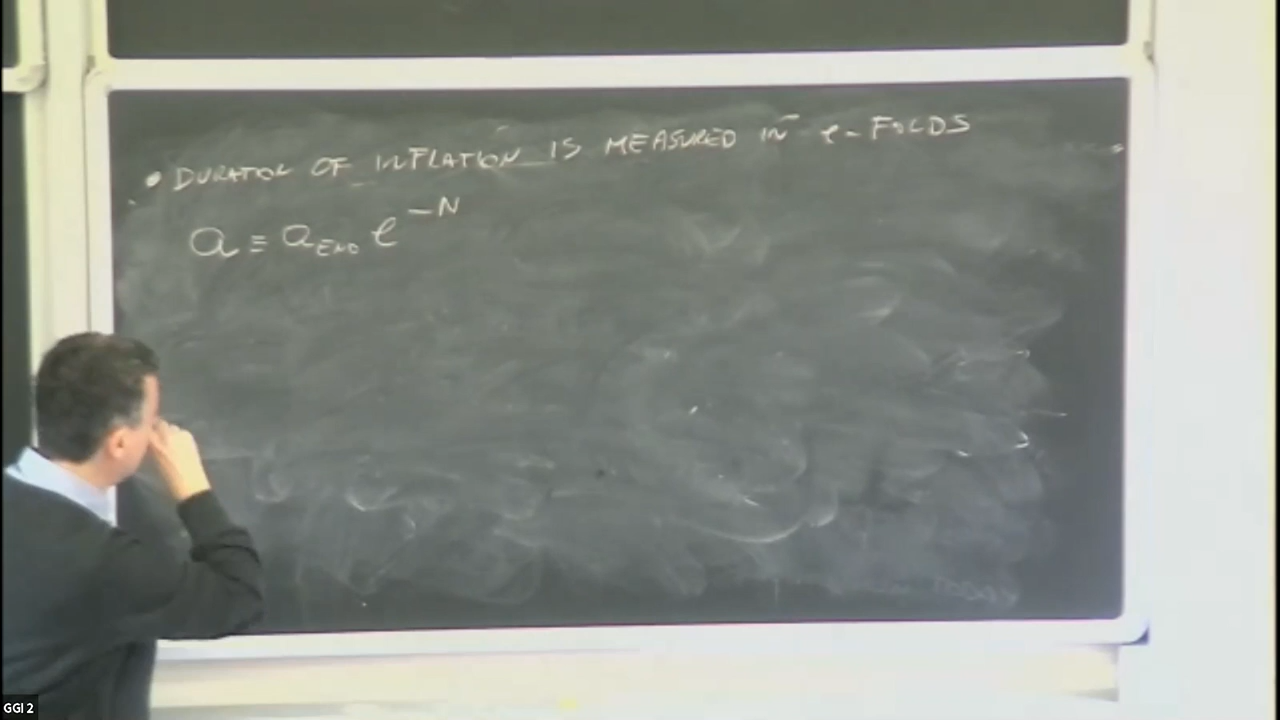 • DURATION OF INFLATION IS MEASURED IN e-FOLDS
a ≡ a_END e^{-N}
GGI 2